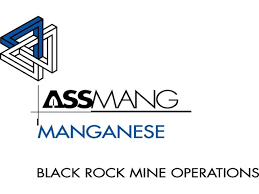 ASSMANG
MANGANESE
BLACK ROCK MINE OPERATIONS